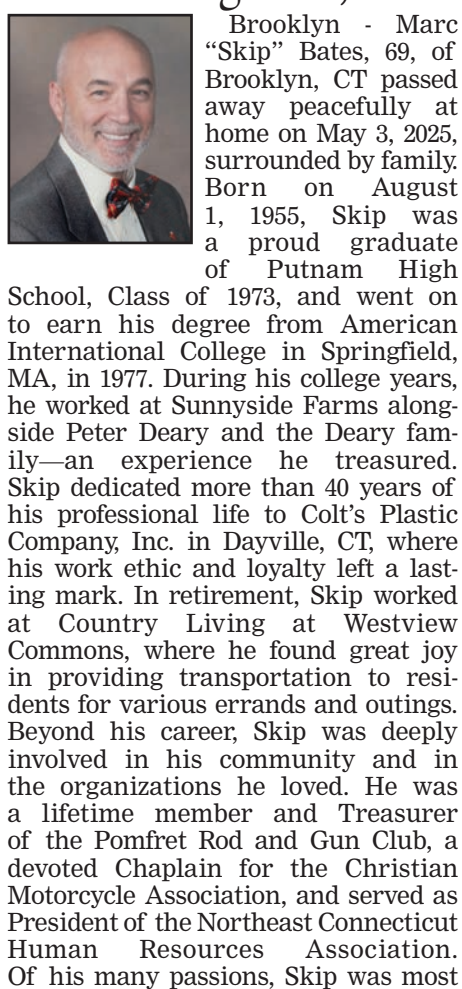 Brooklyn - Marc
“Skip” Bates, 69, of
Brooklyn, CT passed
away peacefully at
home on May 3, 2025,
surrounded by family.
Born on August
1, 1955, Skip was
a proud graduate
of Putnam High
School, Class of 1973, and went on
to earn his degree from American
International College in Springfield,
MA, in 1977. During his college years,
he worked at Sunnyside Farms along-
side Peter Deary and the Deary fam-
ily—an experience he treasured.
Skip dedicated more than 40 years of
his professional life to Colt’s Plastic
Company, Inc. in Dayville, CT, where
his work ethic and loyalty left a last-
ing mark. In retirement, Skip worked
at Country Living at Westview
Commons, where he found great joy
in providing transportation to resi-
dents for various errands and outings.
Beyond his career, Skip was deeply
involved in his community and in
the organizations he loved. He was
a lifetime member and Treasurer
of the Pomfret Rod and Gun Club, a
devoted Chaplain for the Christian
Motorcycle Association, and served as
President of the Northeast Connecticut
Human Resources Association.
Of his many passions, Skip was most